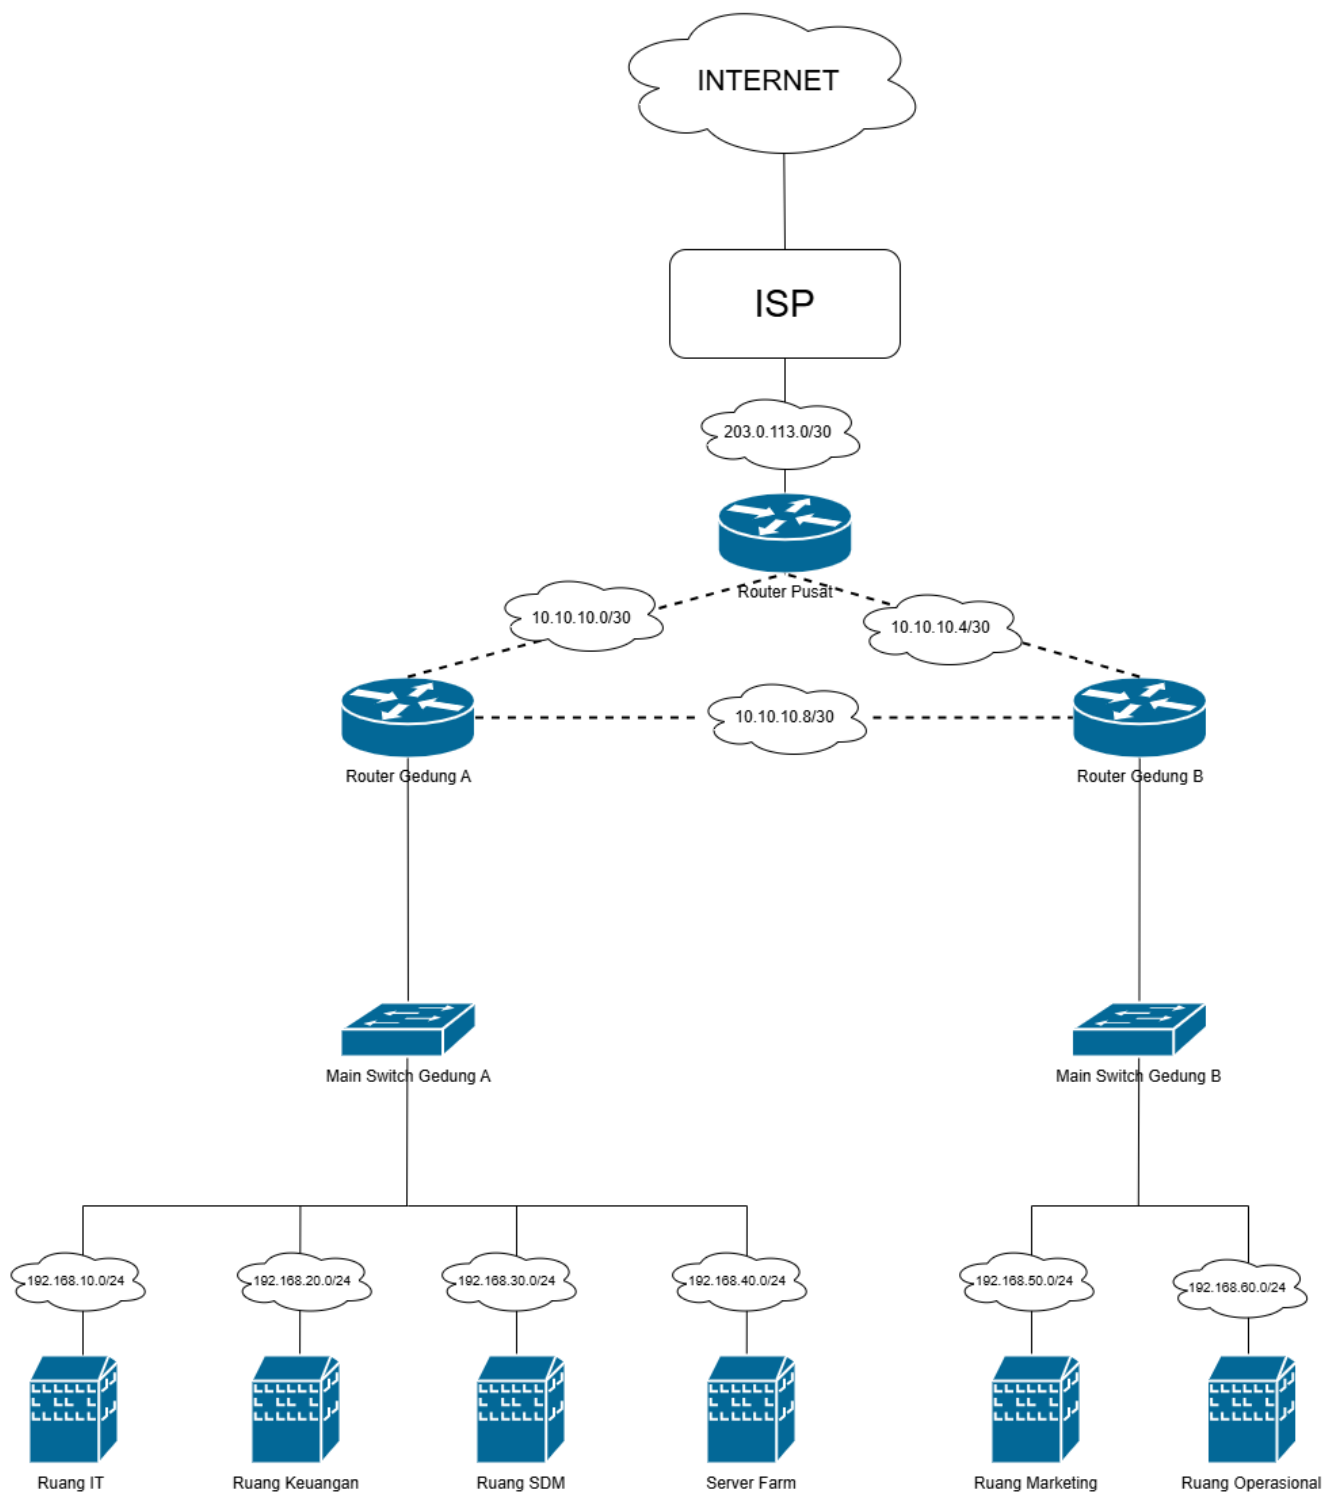 INTERNET
ISP
203.0.113.0/30
Router Pusat
10.10.10.0/30
10.10.10.4/30
10.10.10.8/30
Router Gedung A
Router Gedung B
Main Switch Gedung A
Main Switch Gedung B
192.168.10.0/24
192.168.20.0/24
192.168.30.0/24
192.168.40.0/24
192.168.50.0/24
192.168.60.0/24
Ruang IT
Ruang Keuangan
Ruang SDM
Server Farm
Ruang Marketing
Ruang Operasional